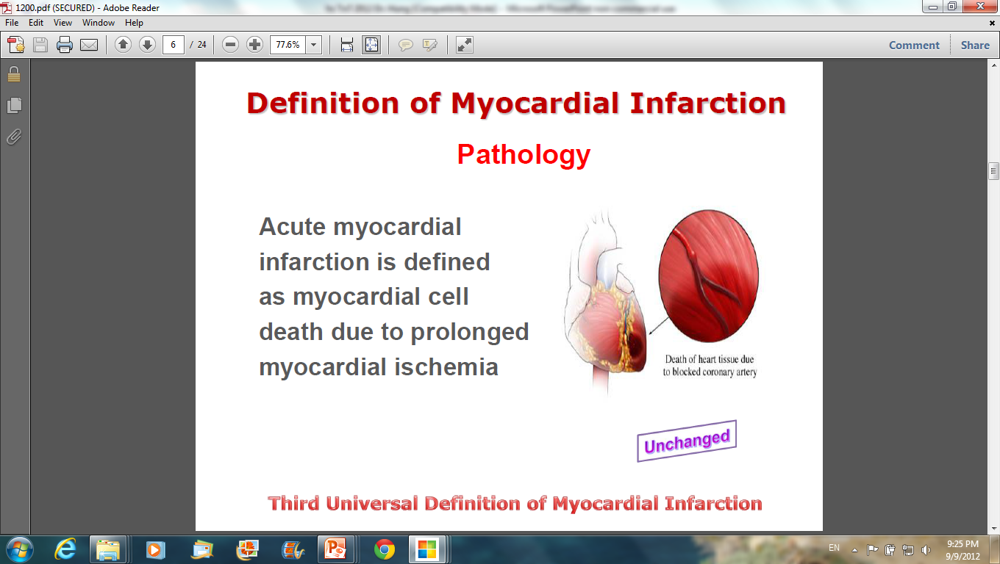 1200.pdf (SECURED) - Adobe Reader
File Edit View Window Help
6 / 24 77.6% Comment Share
Definition of Myocardial Infarction
Pathology
Acute myocardial
infarction is defined
as myocardial cell
death due to prolonged
myocardial ischemia
Death of heart tissue due
to blocked coronary artery
Unchanged
Third Universal Definition of Myocardial Infarction
EN 9:25 PM
9/9/2012